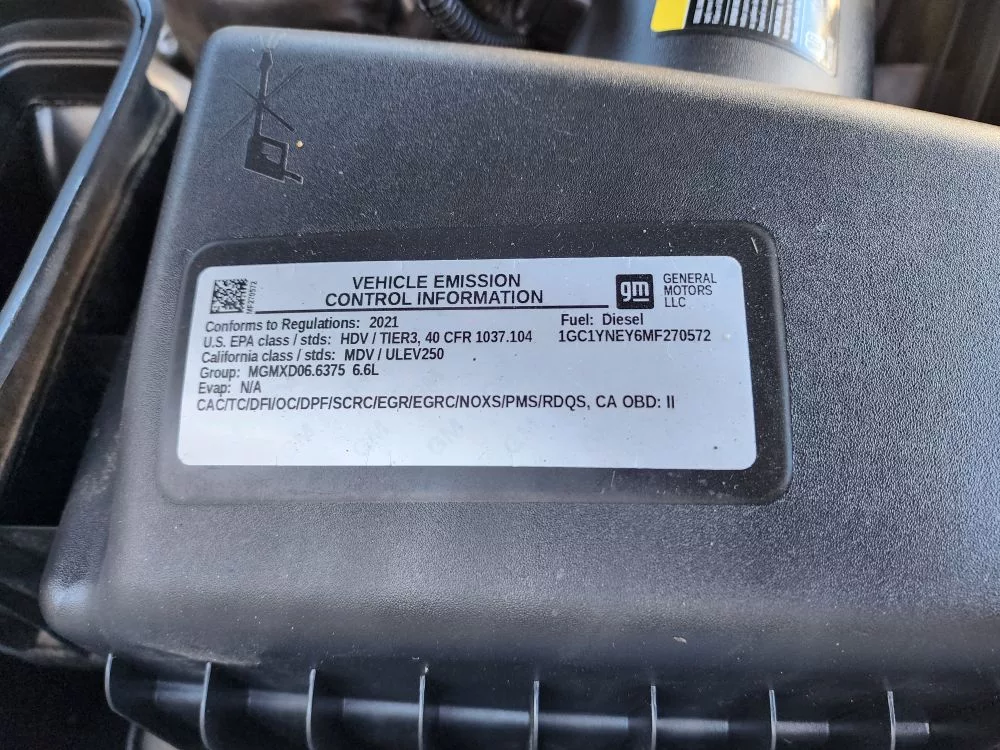 VEHICLE EMISSION
CONTROL INFORMATION
gm GENERAL
MOTORS
LLC
MF270572
Conforms to Regulations: 2021 Fuel: Diesel
U.S. EPA class / stds: HDV / TIER3, 40 CFR 1037.104 1GC1YNEY6MF270572
California class / stds: MDV / ULEV250
Group: MGMXD06.6375 6.6L
Evap: N/A
CAC/TC/DFI/OC/DPF/SCRC/EGR/EGRC/NOXS/PMS/RDQS, CA OBD: II